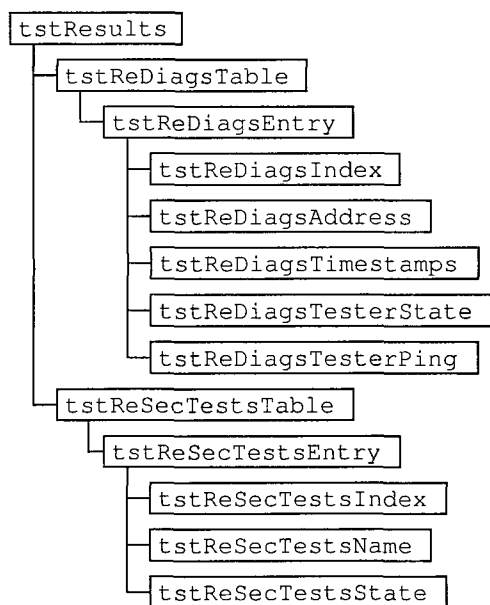 tstResults
tstReDiagsTable
tstReDiagsEntry
tstReDiagsIndex
tstReDiagsAddress
tstReDiagsTimestamps
tstReDiagsTesterState
tstReDiagsTesterPing
tstReSecTestsTable
tstReSecTestsEntry
tstReSecTestsIndex
tstReSecTestsName
tstReSecTestsState